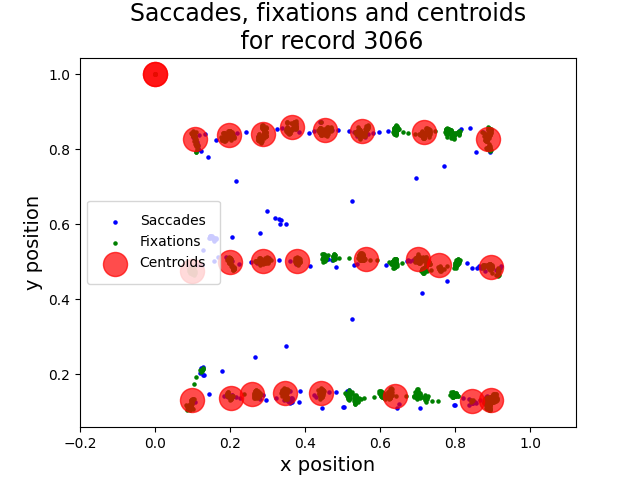 Saccades, fixations and centroids
for record 3066
y position
1.0
0.8
0.6
0.4
0.2
Saccades
Fixations
Centroids
−0.2
0.0
0.2
0.4
0.6
0.8
1.0
x position